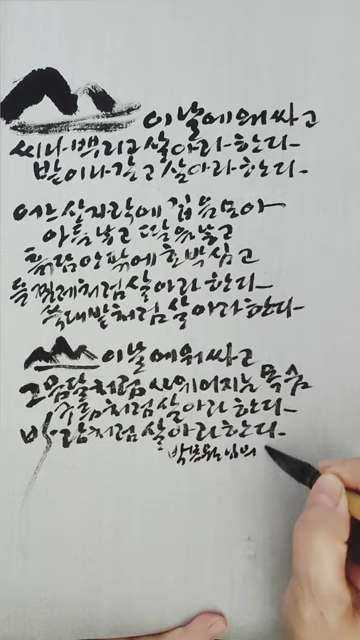 이 날 에워싸고
씨나 뿌리고 살아라 한다
밭이나 갈고 살아라 한다
어느 산자락에 집을 모아
아들 낳고 딸을 낳고
흙담 안팎에 호박 심고
들찔레처럼 살아라 한다
쑥대밭처럼 살아라 한다
이 날 에워싸고
그믐달처럼 사위어지는 목숨
구름처럼 살아라 한다
바람처럼 살아라 한다
박목월님의